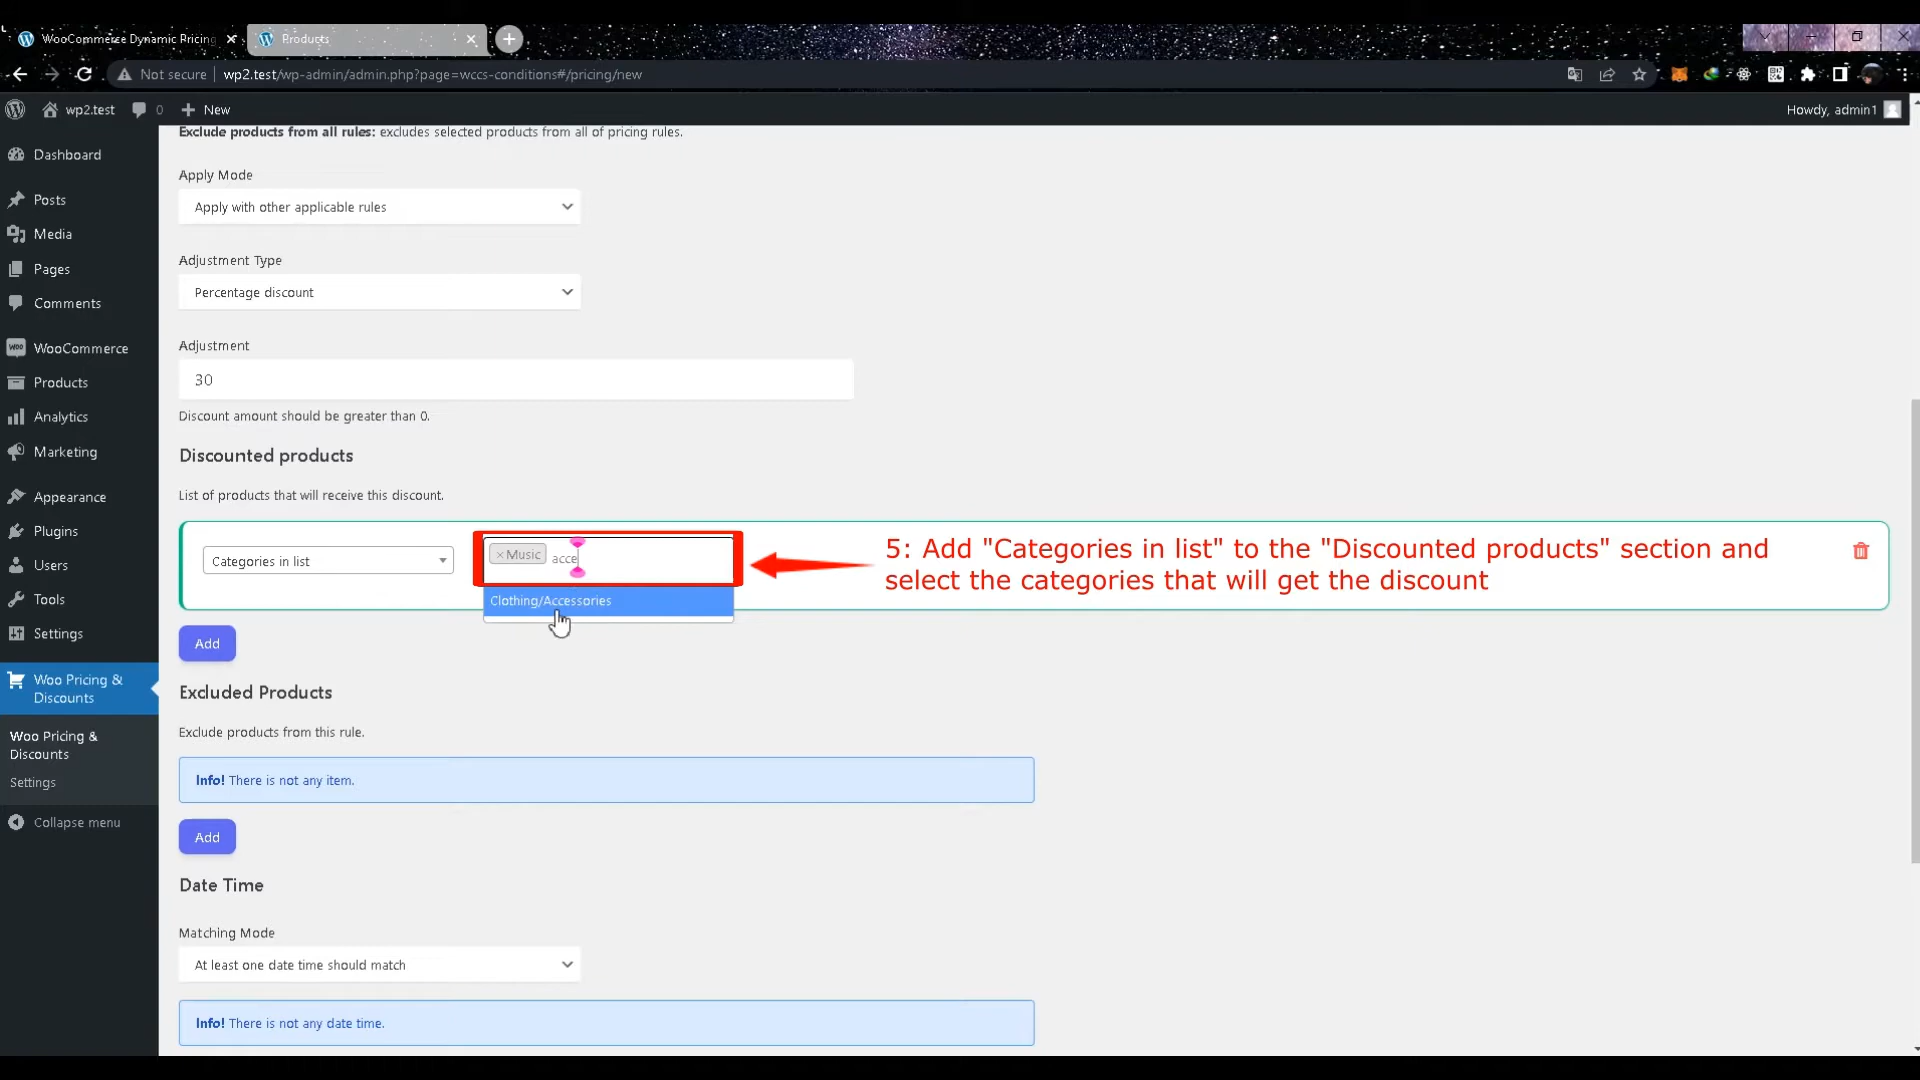 WooCommerce Dynamic Pricing
Products
Not secure
wp2.test/wp-admin/admin.php?page=wccs-conditions#/pricing/new
wp2.test
0
New
Howdy, admin1
Dashboard
Posts
Media
Pages
Comments
WooCommerce
Products
Analytics
Marketing
Appearance
Plugins
Users
Tools
Settings
Woo Pricing &
Discounts
Woo Pricing &
Discounts
Settings
Collapse menu
Exclude products from all rules: excludes selected products from all of pricing rules.
Apply Mode
Apply with other applicable rules
Adjustment Type
Percentage discount
Adjustment
30
Discount amount should be greater than 0.
Discounted products
List of products that will receive this discount.
Categories in list
×Music acce
Clothing/Accessories
5: Add "Categories in list" to the "Discounted products" section and
select the categories that will get the discount
Add
Excluded Products
Exclude products from this rule.
Info! There is not any item.
Add
Date Time
Matching Mode
At least one date time should match
Info! There is not any date time.